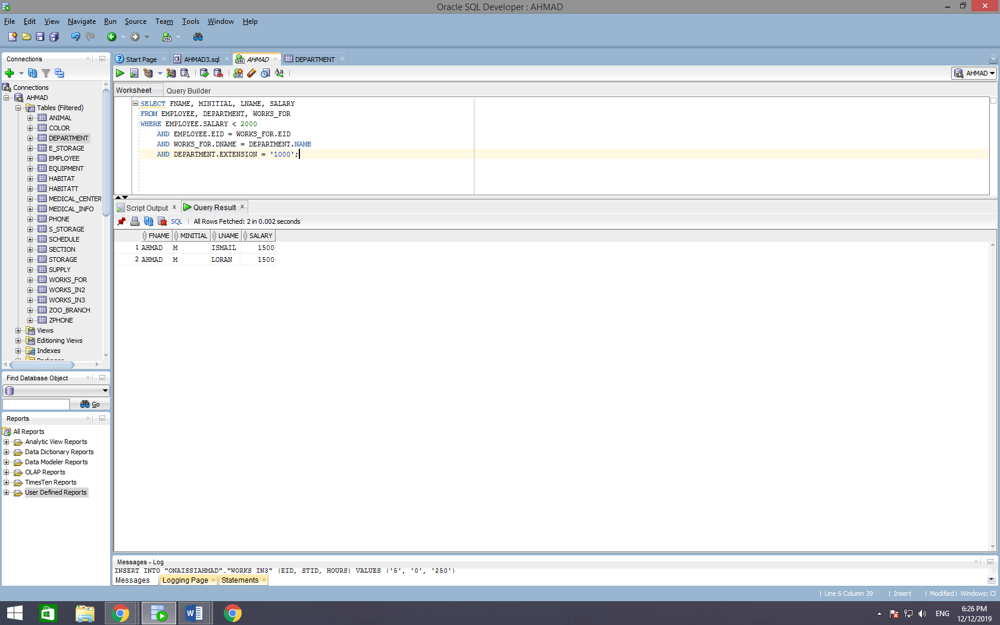 Oracle SQL Developer : AHMAD
File Edit View Navigate Run Source Team Tools Window Help
Connections
Start Page
AHMAD3.sql
AHMAD
DEPARTMENT
AHMAD
Worksheet
Query Builder
Connections
AHMAD
Tables (Filtered)
ANIMAL
COLOR
DEPARTMENT
E_STORAGE
EMPLOYEE
EQUIPMENT
HABITAT
HABITATT
MEDICAL_CENTER
MEDICAL_INFO
PHONE
S_STORAGE
SCHEDULE
SECTION
STORAGE
SUPPLY
WORKS_FOR
WORKS_IN2
WORKS_IN3
ZOO_BRANCH
ZPHONE
Views
Editioning Views
Indexes
SELECT FNAME, MINITIAL, LNAME, SALARY
FROM EMPLOYEE, DEPARTMENT, WORKS_FOR
WHERE EMPLOYEE.SALARY < 2000
AND EMPLOYEE.EID = WORKS_FOR.EID
AND WORKS_FOR.DNAME = DEPARTMENT.NAME
AND DEPARTMENT.EXTENSION = '1000';
Script Output
Query Result
SQL
All Rows Fetched: 2 in 0.002 seconds
FNAME MINITIAL LNAME SALARY
1 AHMAD M ISMAIL 1500
2 AHMAD M LORAN 1500
Find Database Object
Go
Reports
All Reports
Analytic View Reports
Data Dictionary Reports
Data Modeler Reports
OLAP Reports
TimesTen Reports
User Defined Reports
Messages - Log
INSERT INTO "ONAISSIAHMAD"."WORKS_IN3" (EID, STID, HOURS) VALUES ('5', '0', '250')
Messages
Logging Page
Statements
Line 6 Column 39
Insert
Modified
Windows: CF
ENG
6:26 PM
12/12/2019